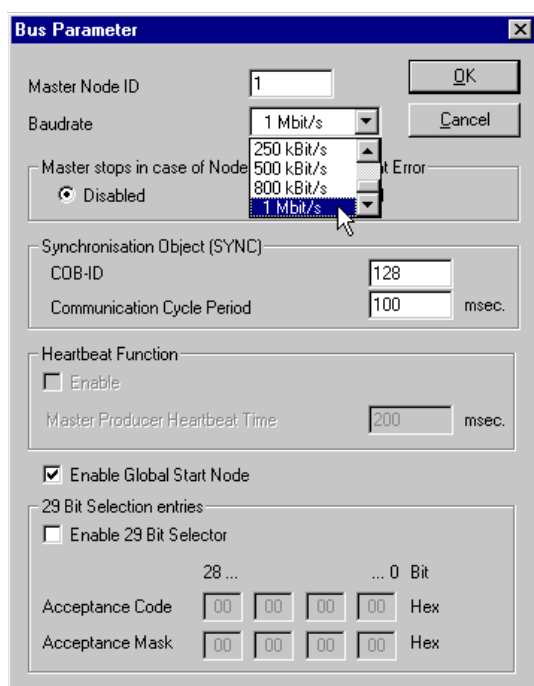 Bus Parameter
Master Node ID 1 OK
Baudrate 1 Mbit/s Cancel
250 kBit/s
Master stops in case of Node t Error
500 kBit/s
800 kBit/s
Disabled
1 Mbit/s
Synchronisation Object (SYNC)
COB-ID 128
Communication Cycle Period 100 msec.
Heartbeat Function
Enable
Master Producer Heartbeat Time 200 msec.
Enable Global Start Node
29 Bit Selection entries
Enable 29 Bit Selector
28 ... ... 0 Bit
Acceptance Code 00 00 00 00 Hex
Acceptance Mask 00 00 00 00 Hex